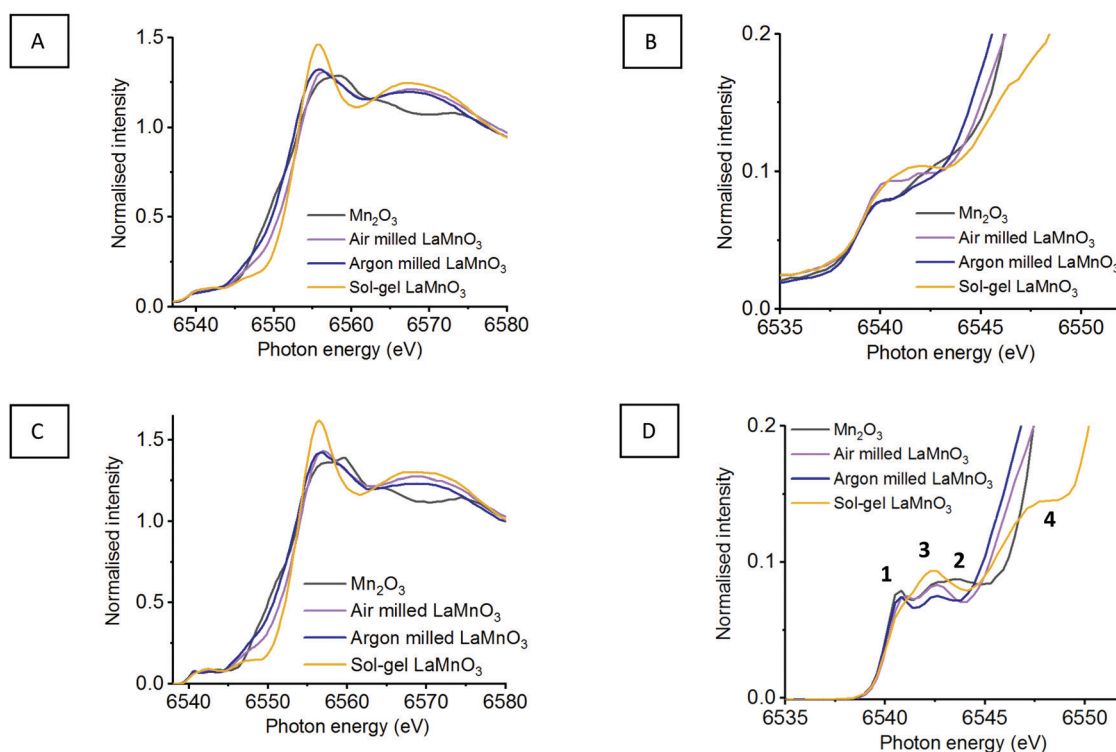 A
1.5
1.0
0.5
0.0
Normalised intensity
Mn₂O₃
Air milled LaMnO₃
Argon milled LaMnO₃
Sol-gel LaMnO₃
6540 6550 6560 6570 6580
Photon energy (eV)
B
0.2
0.1
0.0
Normalised intensity
Mn₂O₃
Air milled LaMnO₃
Argon milled LaMnO₃
Sol-gel LaMnO₃
6535 6540 6545 6550
Photon energy (eV)
C
1.5
1.0
0.5
0.0
Normalised intensity
Mn₂O₃
Air milled LaMnO₃
Argon milled LaMnO₃
Sol-gel LaMnO₃
6540 6550 6560 6570 6580
Photon energy (eV)
D
0.2
0.1
0.0
Normalised intensity
Mn₂O₃
Air milled LaMnO₃
Argon milled LaMnO₃
Sol-gel LaMnO₃
1 3 2 4
6535 6540 6545 6550
Photon energy (eV)